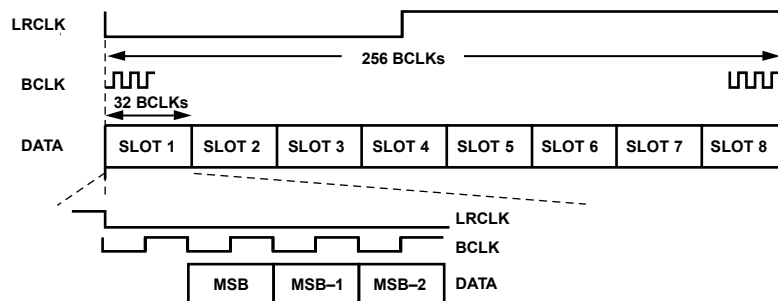 LRCLK
256 BCLKs
BCLK
32 BCLKs
DATA SLOT 1 SLOT 2 SLOT 3 SLOT 4 SLOT 5 SLOT 6 SLOT 7 SLOT 8
LRCLK
BCLK
MSB MSB–1 MSB–2 DATA